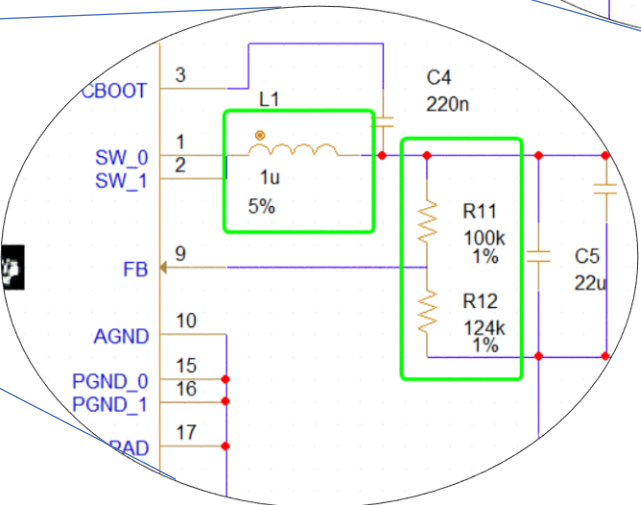 3
CBOOT
C4
L1
220n
1
SW_0
2
SW_1
1u
5%
R11
100k
1%
9
FB
C5
22u
R12
124k
1%
10
AGND
15
PGND_0
16
PGND_1
17
PAD